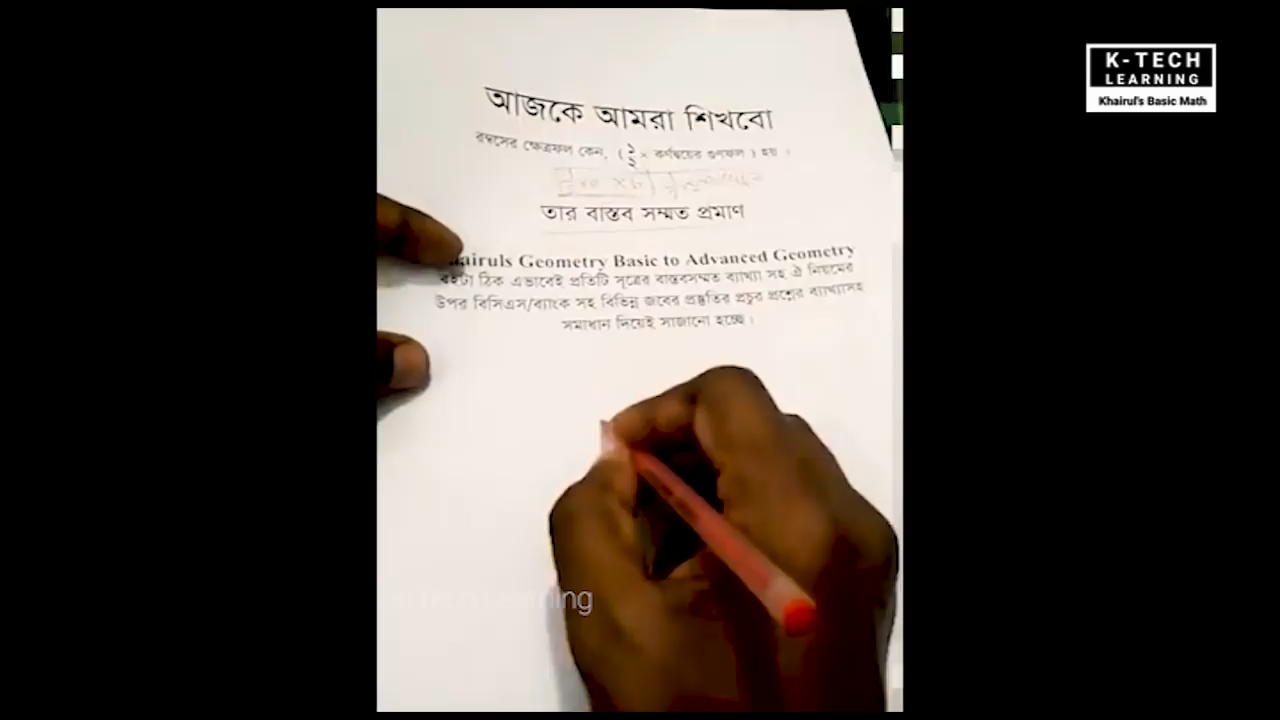 K-TECH
LEARNING
Khairul's Basic Math
আজকে আমরা শিখবো
রম্বসের ক্ষেত্রফল কেন, (১/২ × কর্ণদ্বয়ের গুণফল) হয় ।
তার বাস্তব সম্মত প্রমাণ
airuls Geometry Basic to Advanced Geometry
বইটা ঠিক এভাবেই প্রতিটি সূত্রের বাস্তবসম্মত ব্যাখ্যা সহ ঐ নিয়মের
উপর বিসিএস/ব্যাংক সহ বিভিন্ন জবের প্রস্তুতির প্রচুর প্রশ্নের ব্যাখ্যাসহ
সমাধান দিয়েই সাজানো হচ্ছে ।